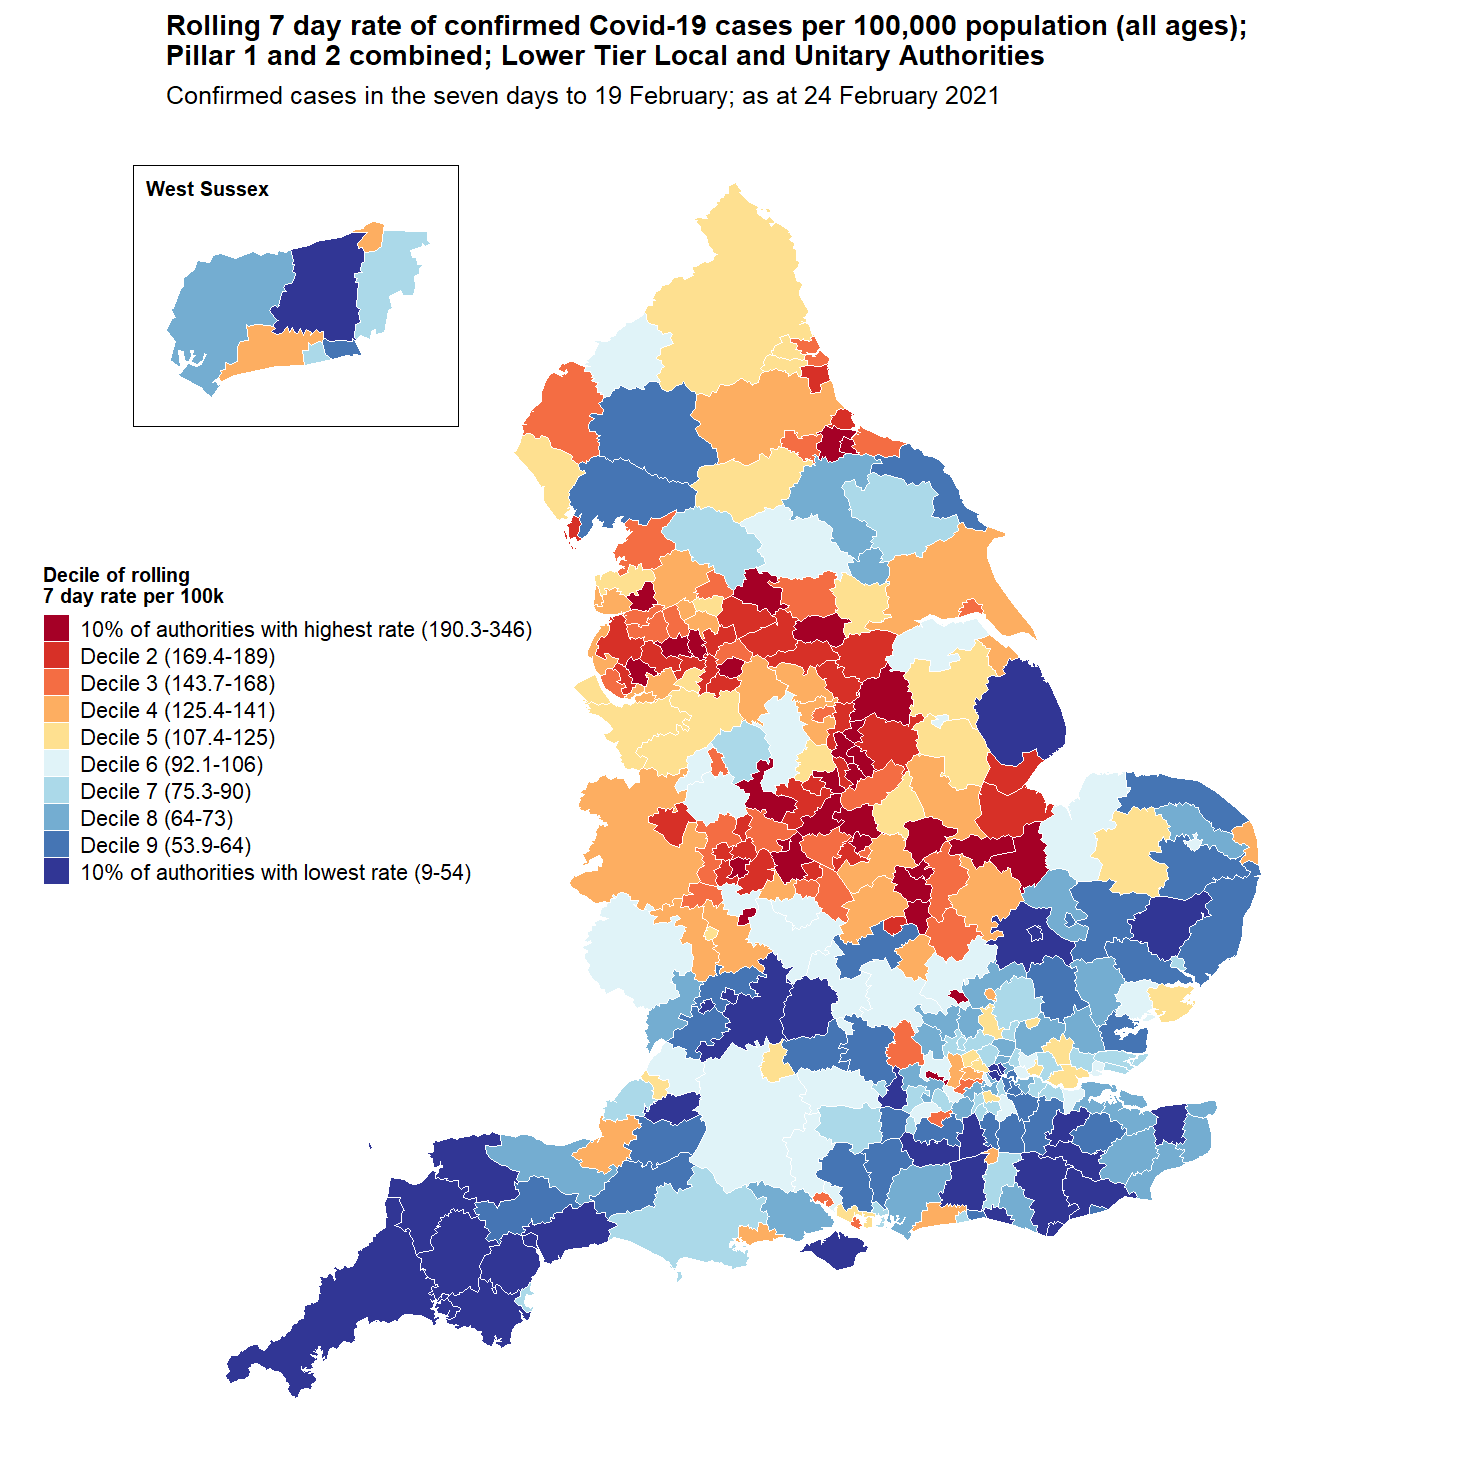 Rolling 7 day rate of confirmed Covid-19 cases per 100,000 population (all ages);
Pillar 1 and 2 combined; Lower Tier Local and Unitary Authorities
Confirmed cases in the seven days to 19 February; as at 24 February 2021
West Sussex
Decile of rolling
7 day rate per 100k
10% of authorities with highest rate (190.3-346)
Decile 2 (169.4-189)
Decile 3 (143.7-168)
Decile 4 (125.4-141)
Decile 5 (107.4-125)
Decile 6 (92.1-106)
Decile 7 (75.3-90)
Decile 8 (64-73)
Decile 9 (53.9-64)
10% of authorities with lowest rate (9-54)